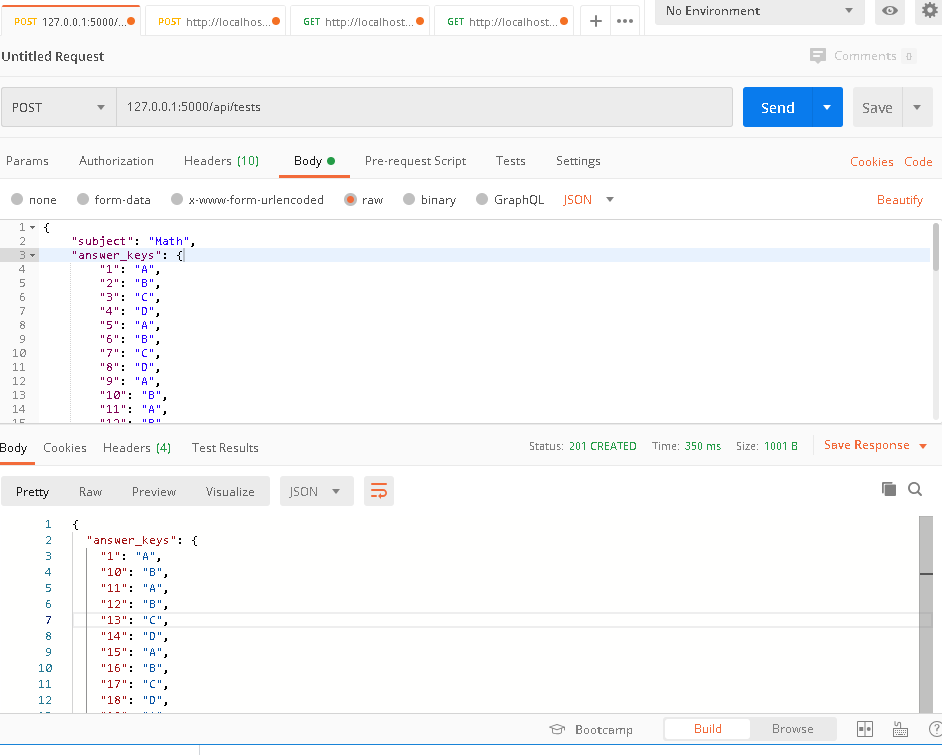 POST 127.0.0.1:5000/... POST http://localhos... GET http://localhost... GET http://localhost... + ••• No Environment
Untitled Request
Comments 0
POST 127.0.0.1:5000/api/tests Send Save
Params Authorization Headers (10) Body Pre-request Script Tests Settings Cookies Code
none form-data x-www-form-urlencoded raw binary GraphQL JSON Beautify
1 {
2 "subject": "Math",
3 "answer_keys": {
4 "1": "A",
5 "2": "B",
6 "3": "C",
7 "4": "D",
8 "5": "A",
9 "6": "B",
10 "7": "C",
11 "8": "D",
12 "9": "A",
13 "10": "B",
14 "11": "A",
15 "12": "B",
Body Cookies Headers (4) Test Results Status: 201 CREATED Time: 350 ms Size: 1001 B Save Response
Pretty Raw Preview Visualize JSON
1 {
2 "answer_keys": {
3 "1": "A",
4 "10": "B",
5 "11": "A",
6 "12": "B",
7 "13": "C",
8 "14": "D",
9 "15": "A",
10 "16": "B",
11 "17": "C",
12 "18": "D",
Bootcamp Build Browse ?